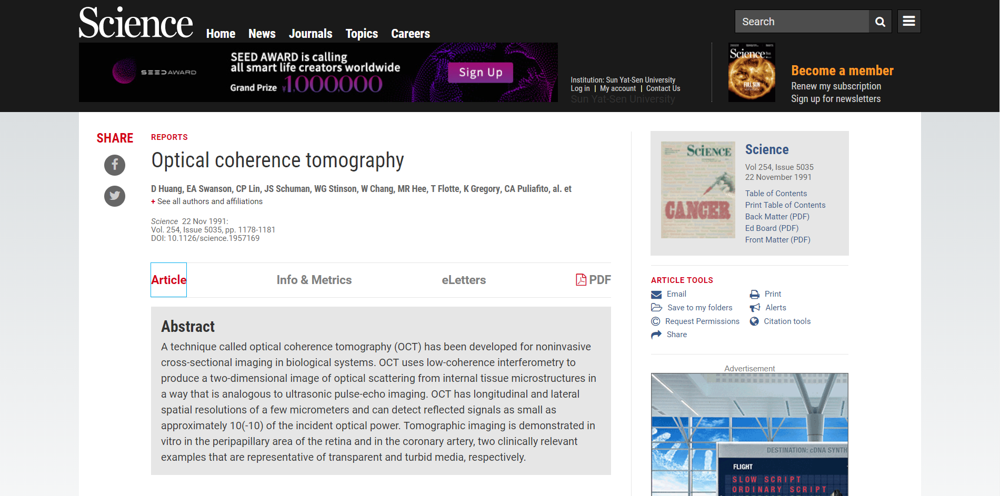 Science
Home News Journals Topics Careers
Search
SEED AWARD
SEED AWARD is calling
all smart life creators worldwide
Grand Prize ¥1,000,000
Sign Up
Institution: Sun Yat-Sen University
Log in | My account | Contact Us
Sun Yat-Sen University
Science
FULL SUN
Become a member
Renew my subscription
Sign up for newsletters
SHARE
REPORTS
Optical coherence tomography
D Huang, EA Swanson, CP Lin, JS Schuman, WG Stinson, W Chang, MR Hee, T Flotte, K Gregory, CA Puliafito, al. et
+ See all authors and affiliations
Science 22 Nov 1991:
Vol. 254, Issue 5035, pp. 1178-1181
DOI: 10.1126/science.1957169
Article Info & Metrics eLetters PDF
Abstract
A technique called optical coherence tomography (OCT) has been developed for noninvasive
cross-sectional imaging in biological systems. OCT uses low-coherence interferometry to
produce a two-dimensional image of optical scattering from internal tissue microstructures in
a way that is analogous to ultrasonic pulse-echo imaging. OCT has longitudinal and lateral
spatial resolutions of a few micrometers and can detect reflected signals as small as
approximately 10(-10) of the incident optical power. Tomographic imaging is demonstrated in
vitro in the peripapillary area of the retina and in the coronary artery, two clinically relevant
examples that are representative of transparent and turbid media, respectively.
SCIENCE
CANCER
Science
Vol 254, Issue 5035
22 November 1991
Table of Contents
Print Table of Contents
Back Matter (PDF)
Ed Board (PDF)
Front Matter (PDF)
ARTICLE TOOLS
Email Print
Save to my folders Alerts
Request Permissions Citation tools
Share
Advertisement
DESTINATION: cDNA SYNTH
FLIGHT
SLOW SCRIPT
ORDINARY SCRIPT